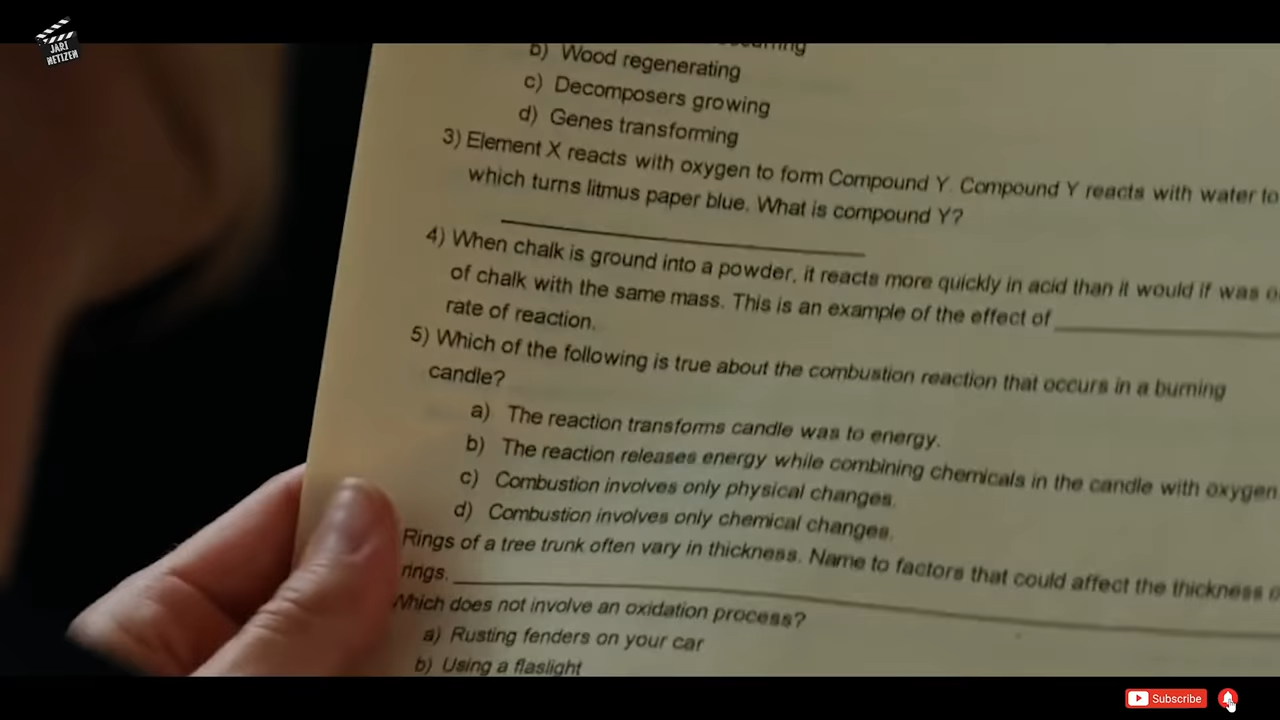 JARI
NETIZEN
b) Wood regenerating
c) Decomposers growing
d) Genes transforming
3) Element X reacts with oxygen to form Compound Y. Compound Y reacts with water to
which turns litmus paper blue. What is compound Y?
4) When chalk is ground into a powder, it reacts more quickly in acid than it would if was
of chalk with the same mass. This is an example of the effect of
rate of reaction.
5) Which of the following is true about the combustion reaction that occurs in a burning
candle?
a) The reaction transforms candle was to energy.
b) The reaction releases energy while combining chemicals in the candle with oxygen
c) Combustion involves only physical changes.
d) Combustion involves only chemical changes.
Rings of a tree trunk often vary in thickness. Name to factors that could affect the thickness
rings.
Which does not involve an oxidation process?
a) Rusting fenders on your car
b) Using a flaslight
Subscribe